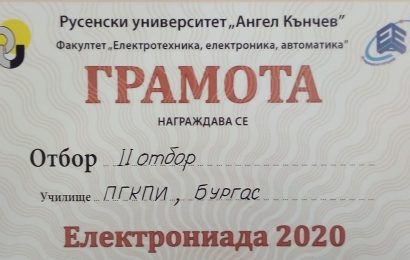 Русенски университет „Ангел Кънчев”
Факултет „Електротехника, електроника, автоматика”
ГРАМОТА
НАГРАЖДАВА СЕ
Отбор II отбор
Училище ПГКПИ, Бургас
Електрониада 2020